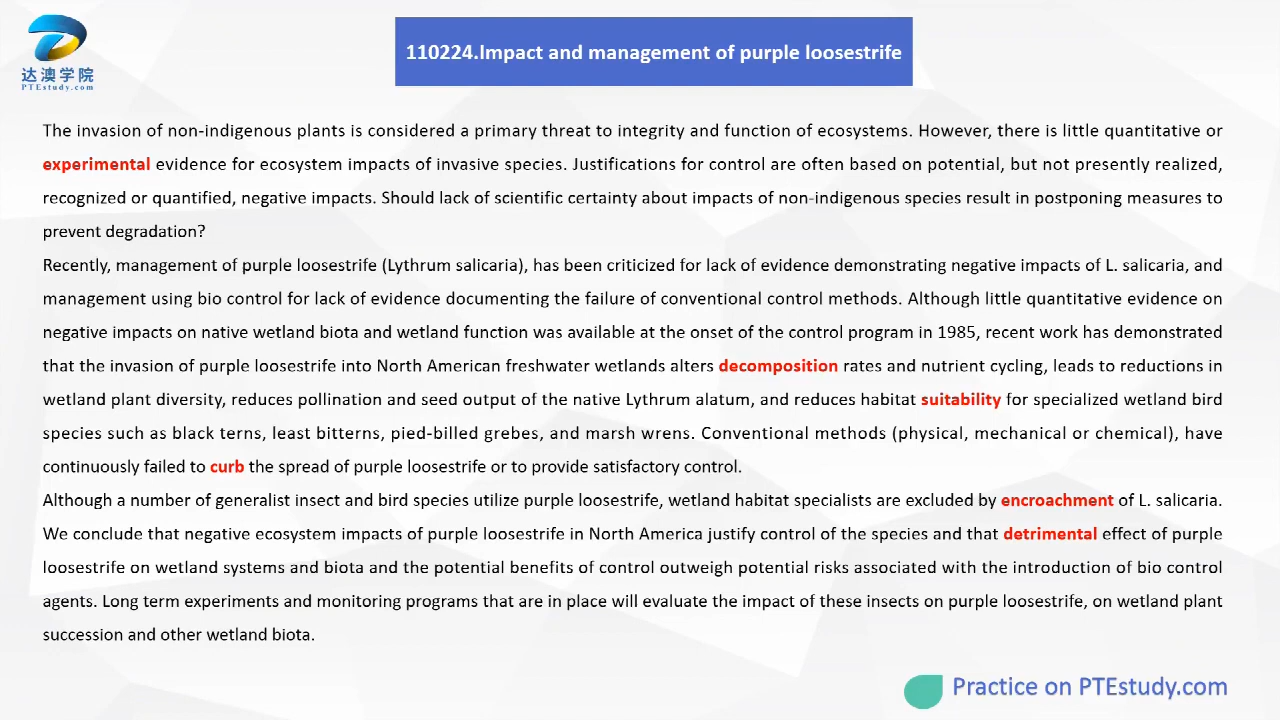 达澳学院
PTEstudy.com
110224.Impact and management of purple loosestrife
The invasion of non-indigenous plants is considered a primary threat to integrity and function of ecosystems. However, there is little quantitative or
experimental evidence for ecosystem impacts of invasive species. Justifications for control are often based on potential, but not presently realized,
recognized or quantified, negative impacts. Should lack of scientific certainty about impacts of non-indigenous species result in postponing measures to
prevent degradation?
Recently, management of purple loosestrife (Lythrum salicaria), has been criticized for lack of evidence demonstrating negative impacts of L. salicaria, and
management using bio control for lack of evidence documenting the failure of conventional control methods. Although little quantitative evidence on
negative impacts on native wetland biota and wetland function was available at the onset of the control program in 1985, recent work has demonstrated
that the invasion of purple loosestrife into North American freshwater wetlands alters decomposition rates and nutrient cycling, leads to reductions in
wetland plant diversity, reduces pollination and seed output of the native Lythrum alatum, and reduces habitat suitability for specialized wetland bird
species such as black terns, least bitterns, pied-billed grebes, and marsh wrens. Conventional methods (physical, mechanical or chemical), have
continuously failed to curb the spread of purple loosestrife or to provide satisfactory control.
Although a number of generalist insect and bird species utilize purple loosestrife, wetland habitat specialists are excluded by encroachment of L. salicaria.
We conclude that negative ecosystem impacts of purple loosestrife in North America justify control of the species and that detrimental effect of purple
loosestrife on wetland systems and biota and the potential benefits of control outweigh potential risks associated with the introduction of bio control
agents. Long term experiments and monitoring programs that are in place will evaluate the impact of these insects on purple loosestrife, on wetland plant
succession and other wetland biota.
Practice on PTEstudy.com